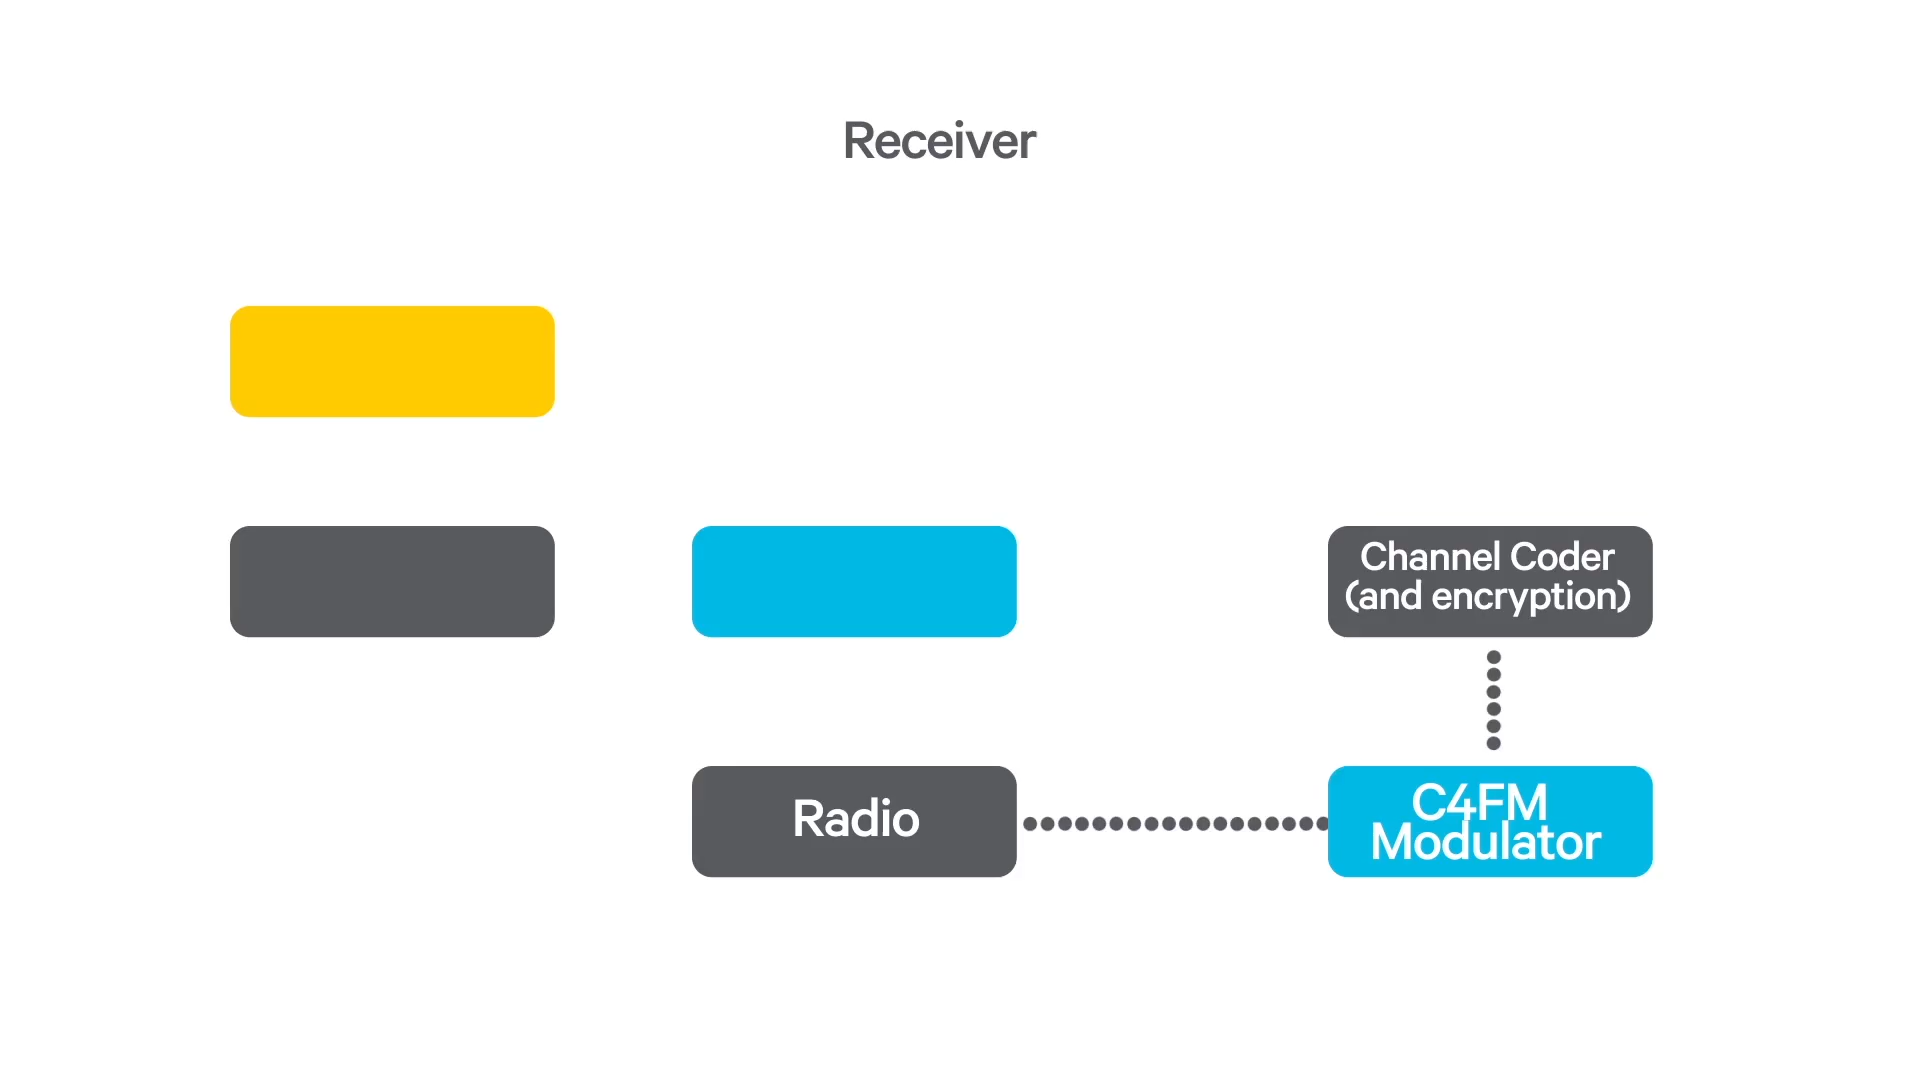 Receiver
Channel Coder
(and encryption)
Radio
C4FM
Modulator